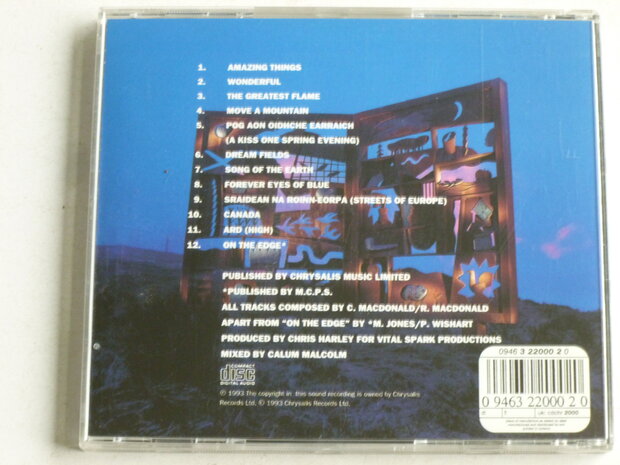 1. AMAZING THINGS
2. WONDERFUL
3. THE GREATEST FLAME
4. MOVE A MOUNTAIN
5. POG AON OIDHCHE EARRAICH
(A KISS ONE SPRING EVENING)
6. DREAM FIELDS
7. SONG OF THE EARTH
8. FOREVER EYES OF BLUE
9. SRAIDEAN NA ROINN-EORPA (STREETS OF EUROPE)
10. CANADA
11. ARD (HIGH)
12. ON THE EDGE*
PUBLISHED BY CHRYSALIS MUSIC LIMITED
*PUBLISHED BY M.C.P.S.
ALL TRACKS COMPOSED BY C. MACDONALD/R. MACDONALD
APART FROM "ON THE EDGE" BY *M. JONES/P. WISHART
PRODUCED BY CHRIS HARLEY FOR VITAL SPARK PRODUCTIONS
MIXED BY CALUM MALCOLM
COMPACT
disc
DIGITAL AUDIO
℗ 1993 The copyright in this sound recording is owned by Chrysalis
Records Ltd. © 1993 Chrysalis Records Ltd.
0946 3 22000 2 0
0 09463 22000 2 0